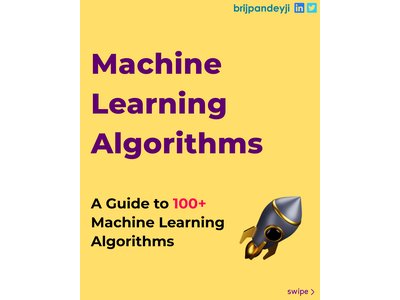 brijpandeyji
Machine
Learning
Algorithms
A Guide to 100+
Machine Learning
Algorithms
swipe >